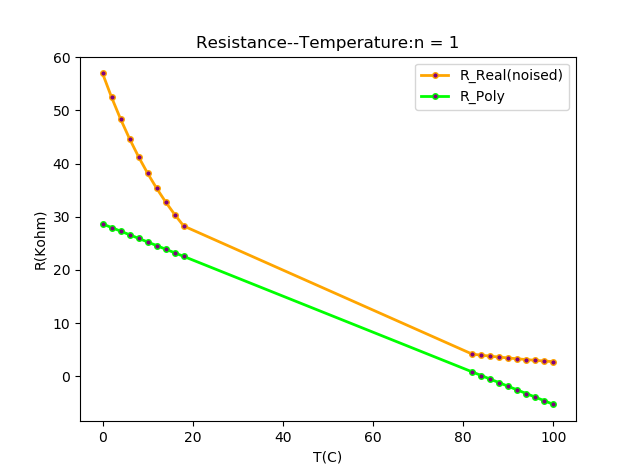 Resistance--Temperature:n = 1
R_Real(noised)
R_Poly
60
50
40
30
20
10
0
R(Kohm)
0 20 40 60 80 100
T(C)